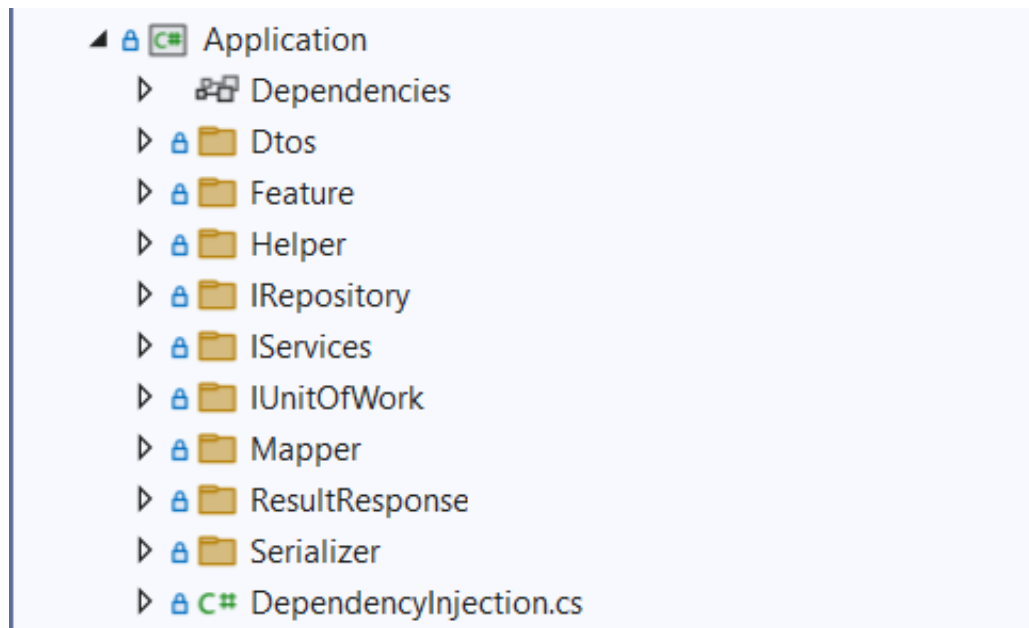 C# Application
Dependencies
Dtos
Feature
Helper
IRepository
IServices
IUnitOfWork
Mapper
ResultResponse
Serializer
C# DependencyInjection.cs